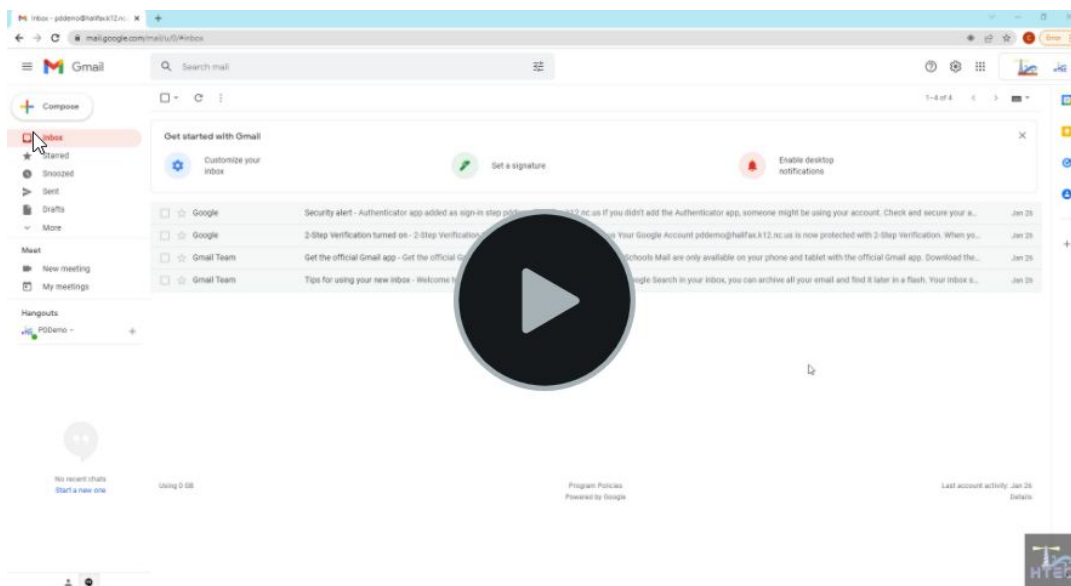 Inbox - pddemo@halifax.k12.nc.
mail.google.com/mail/u/0/#inbox
Error
Gmail
Search mail
Compose
1–4 of 4
Inbox
Get started with Gmail
Customize your
inbox
Set a signature
Enable desktop
notifications
Starred
Snoozed
Sent
Drafts
More
Google
Security alert - Authenticator app added as sign-in step
k12.nc.us If you didn't add the Authenticator app, someone might be using your account. Check and secure your a...
Jan 26
Google
2-Step Verification turned on - 2-Step Verification
Your Google Account pddemo@halifax.k12.nc.us is now protected with 2-Step Verification. When yo...
Jan 26
Gmail Team
Get the official Gmail app - Get the official
Schools Mail are only available on your phone and tablet with the official Gmail app. Download the...
Jan 26
Gmail Team
Tips for using your new inbox - Welcome
Google Search in your inbox, you can archive all your email and find it later in a flash. Your inbox s...
Jan 26
Meet
New meeting
My meetings
Hangouts
PDDemo
No recent chats
Start a new one
Using 0 GB
Program Policies
Powered by Google
Last account activity: Jan 26
Details
HTEC